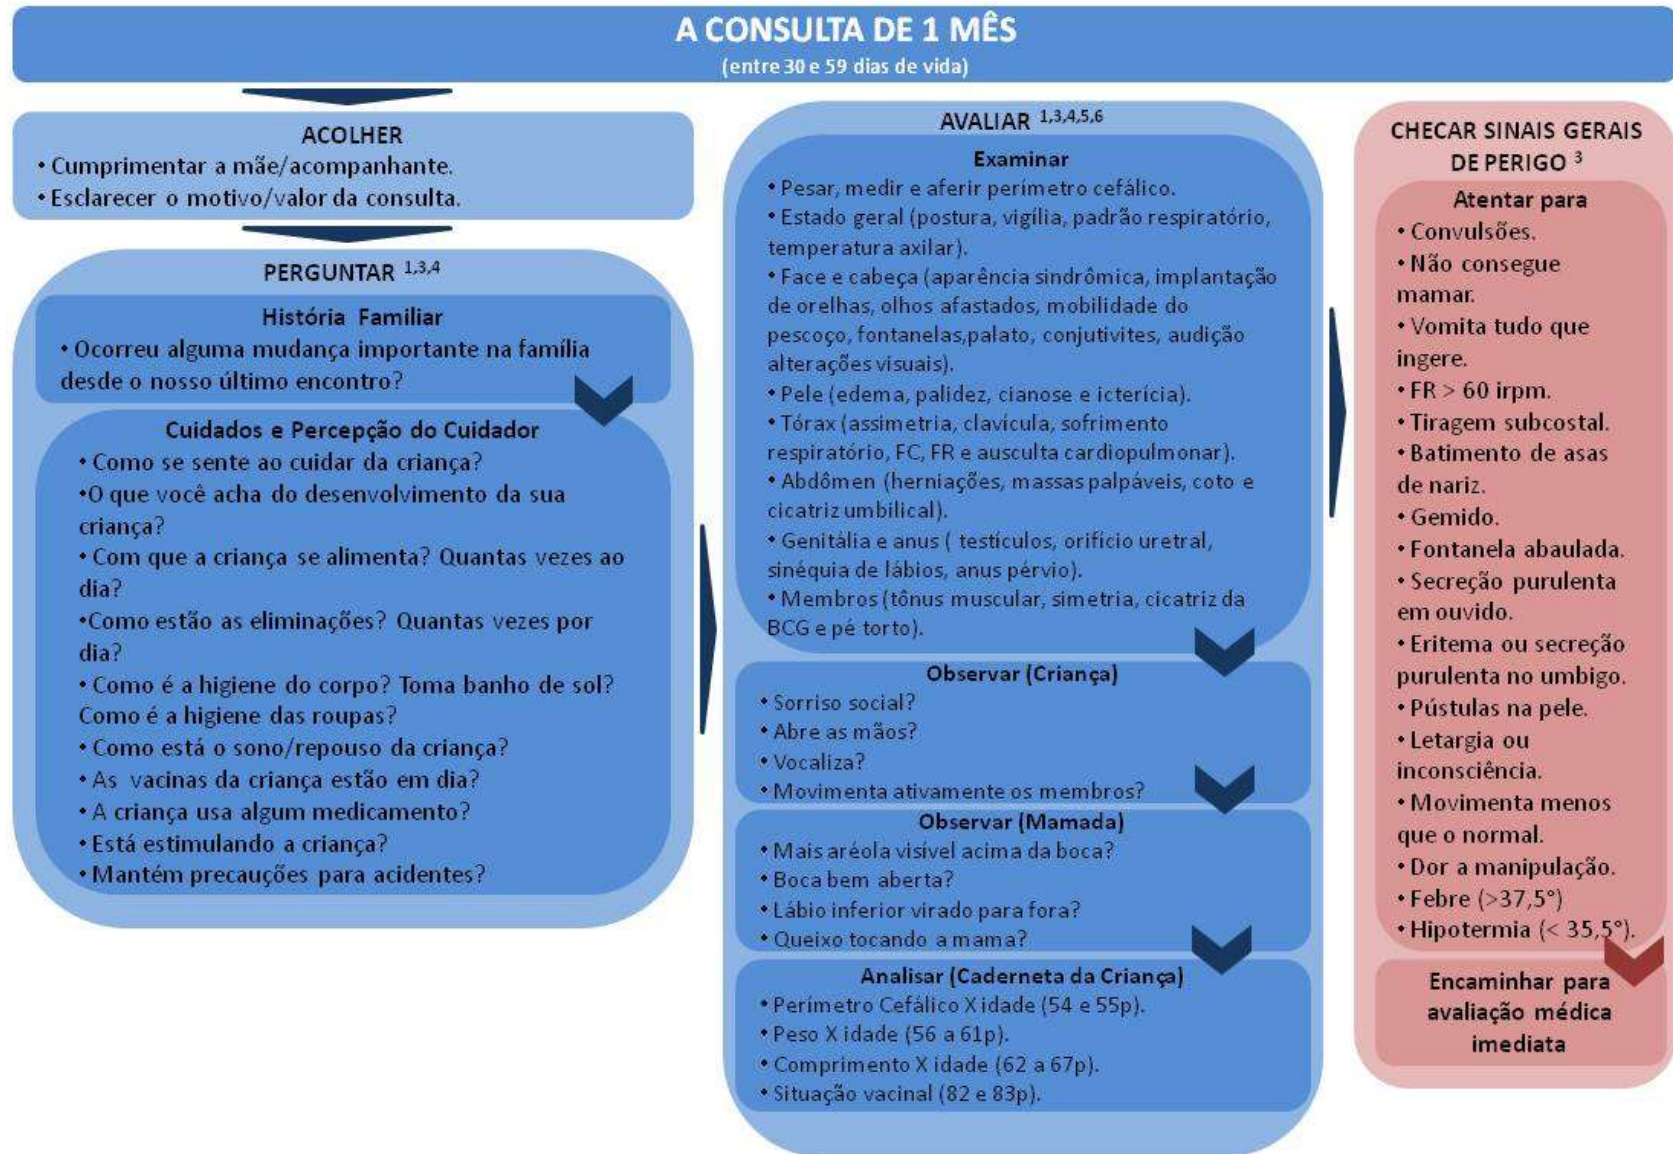 A CONSULTA DE 1 MÊS
(entre 30 e 59 dias de vida)
ACOLHER
• Cumprimentar a mãe/acompanhante.
• Esclarecer o motivo/valor da consulta.
PERGUNTAR 1,3,4
História Familiar
• Ocorreu alguma mudança importante na família
desde o nosso último encontro?
Cuidados e Percepção do Cuidador
• Como se sente ao cuidar da criança?
•O que você acha do desenvolvimento da sua
criança?
• Com que a criança se alimenta? Quantas vezes ao
dia?
•Como estão as eliminações? Quantas vezes por
dia?
• Como é a higiene do corpo? Toma banho de sol?
Como é a higiene das roupas?
• Como está o sono/repouso da criança?
• As vacinas da criança estão em dia?
• A criança usa algum medicamento?
• Está estimulando a criança?
• Mantém precauções para acidentes?
AVALIAR 1,3,4,5,6
Examinar
• Pesar, medir e aferir perímetro cefálico.
• Estado geral (postura, vigília, padrão respiratório,
temperatura axilar).
• Face e cabeça (aparência sindrômica, implantação
de orelhas, olhos afastados, mobilidade do
pescoço, fontanelas,palato, conjutivites, audição
alterações visuais).
• Pele (edema, palidez, cianose e icterícia).
• Tórax (assimetria, clavícula, sofrimento
respiratório, FC, FR e ausculta cardiopulmonar).
• Abdômen (herniações, massas palpáveis, coto e
cicatriz umbilical).
• Genitália e anus ( testículos, orifício uretral,
sinéquia de lábios, anus pérvio).
• Membros (tônus muscular, simetria, cicatriz da
BCG e pé torto).
Observar (Criança)
• Sorriso social?
• Abre as mãos?
• Vocaliza?
• Movimenta ativamente os membros?
Observar (Mamada)
• Mais aréola visível acima da boca?
• Boca bem aberta?
• Lábio inferior virado para fora?
• Queixo tocando a mama?
Analisar (Caderneta da Criança)
• Perímetro Cefálico X idade (54 e 55p).
• Peso X idade (56 a 61p).
• Comprimento X idade (62 a 67p).
• Situação vacinal (82 e 83p).
CHECAR SINAIS GERAIS
DE PERIGO 3
Atentar para
• Convulsões.
• Não consegue
mamar.
• Vomita tudo que
ingere.
• FR > 60 irpm.
• Tiragem subcostal.
• Batimento de asas
de nariz.
• Gemido.
• Fontanela abaulada.
• Secreção purulenta
em ouvido.
• Eritema ou secreção
purulenta no umbigo.
• Pústulas na pele.
• Letargia ou
inconsciência.
• Movimenta menos
que o normal.
• Dor a manipulação.
• Febre (>37,5°)
• Hipotermia (< 35,5°).
Encaminhar para
avaliação médica
imediata